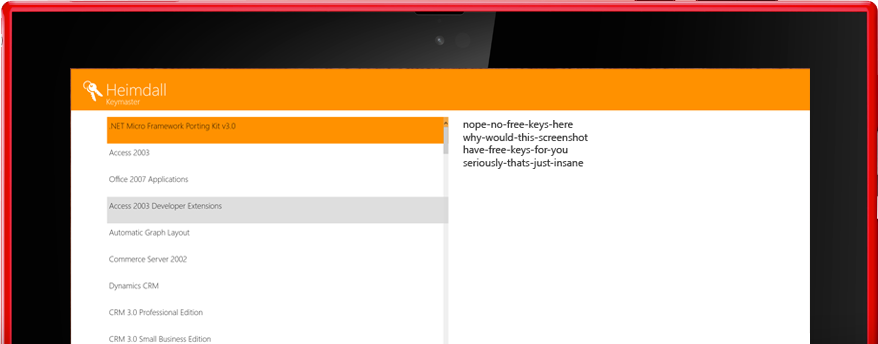 Heimdall
Keymaster
.NET Micro Framework Porting Kit v3.0
Access 2003
Office 2007 Applications
Access 2003 Developer Extensions
Automatic Graph Layout
Commerce Server 2002
Dynamics CRM
CRM 3.0 Professional Edition
CRM 3.0 Small Business Edition
nope-no-free-keys-here
why-would-this-screenshot
have-free-keys-for-you
seriously-thats-just-insane